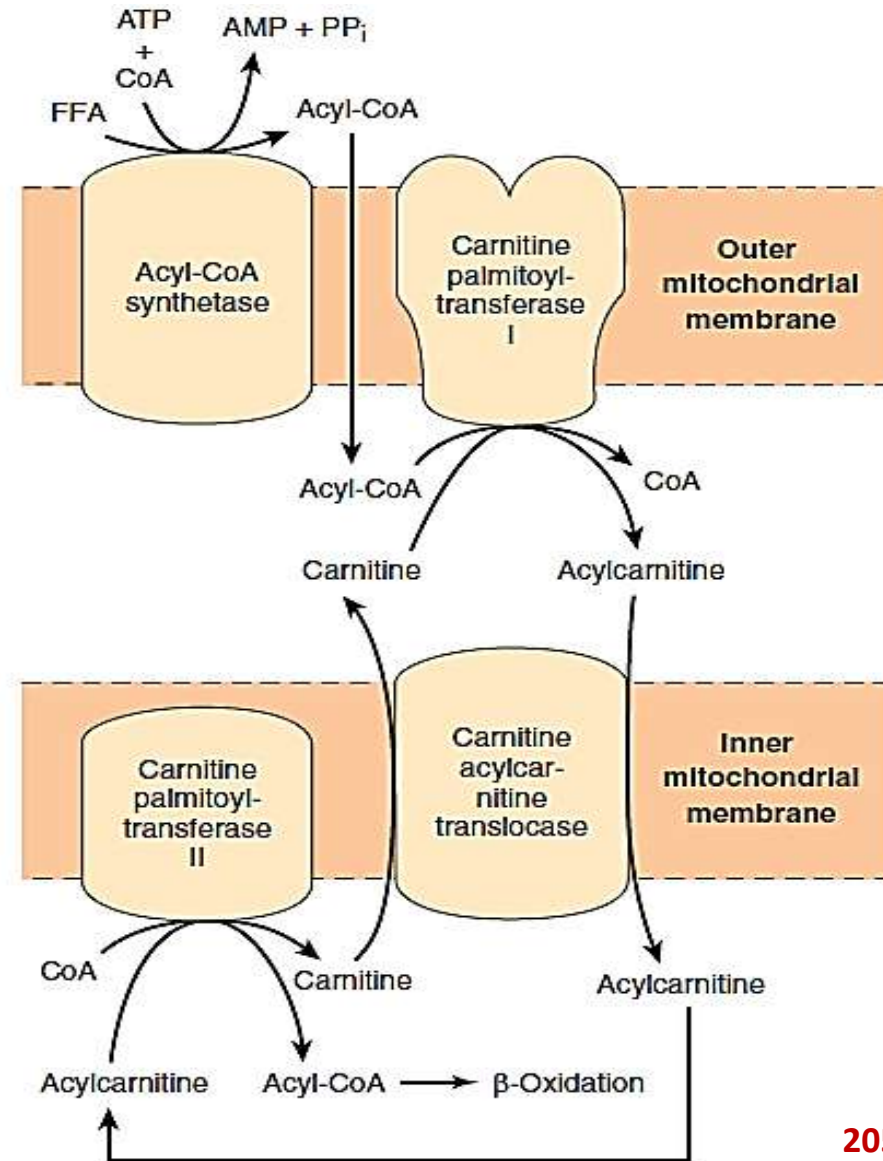 ATP
+
CoA
AMP + PPi
FFA
Acyl-CoA
Acyl-CoA
synthetase
Carnitine
palmitoyl-
transferase
I
Outer
mitochondrial
membrane
Acyl-CoA
CoA
Carnitine
Acylcarnitine
Carnitine
palmitoyl-
transferase
II
Carnitine
acylcar-
nitine
translocase
Inner
mitochondrial
membrane
CoA
Carnitine
Acylcarnitine
Acylcarnitine
Acyl-CoA
β-Oxidation